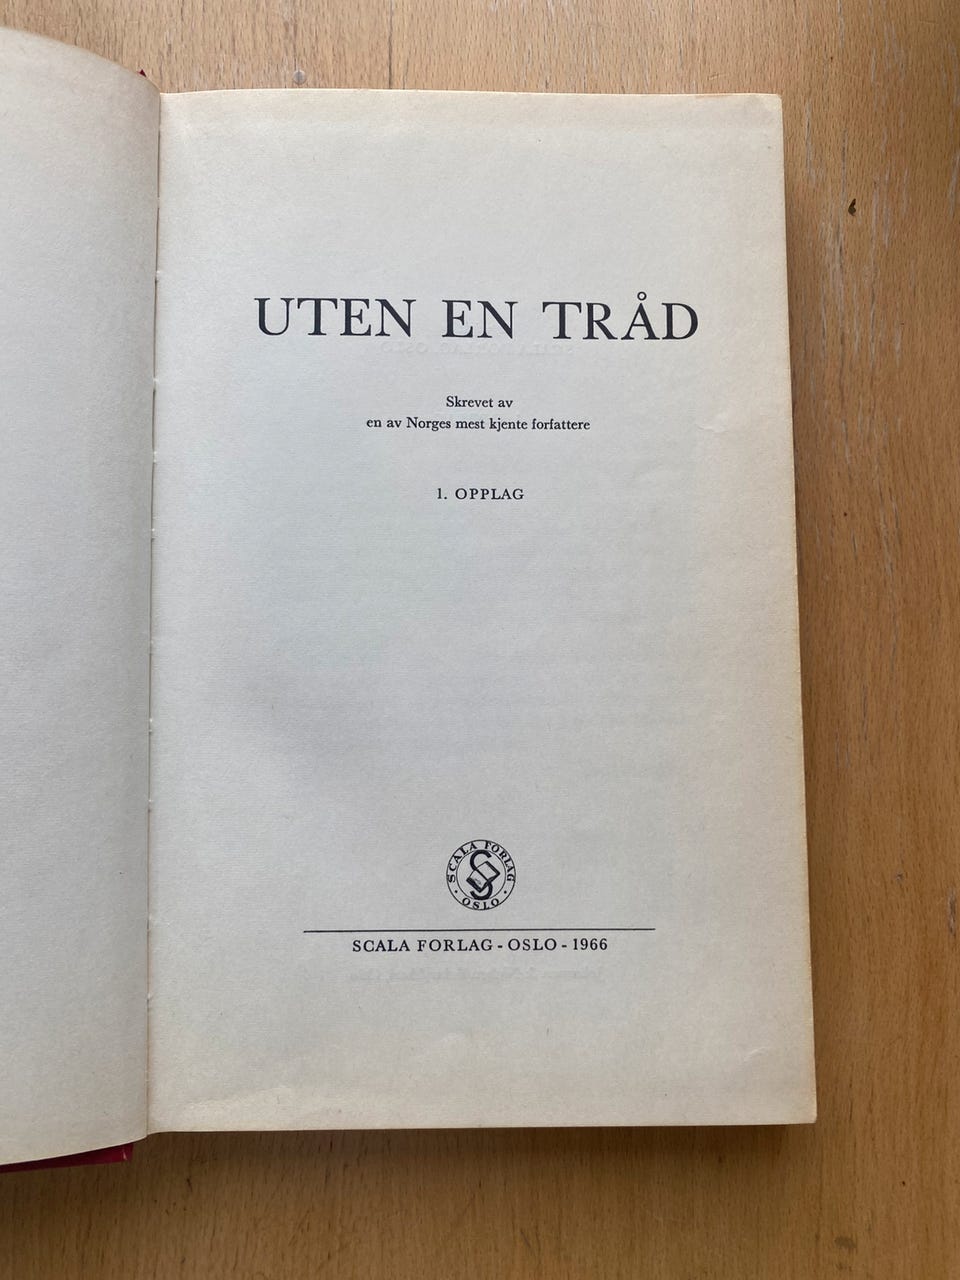 UTEN EN TRÅD
Skrevet av
en av Norges mest kjente forfattere
1. OPPLAG
SCALA FORLAG
· OSLO ·
SCALA FORLAG - OSLO - 1966